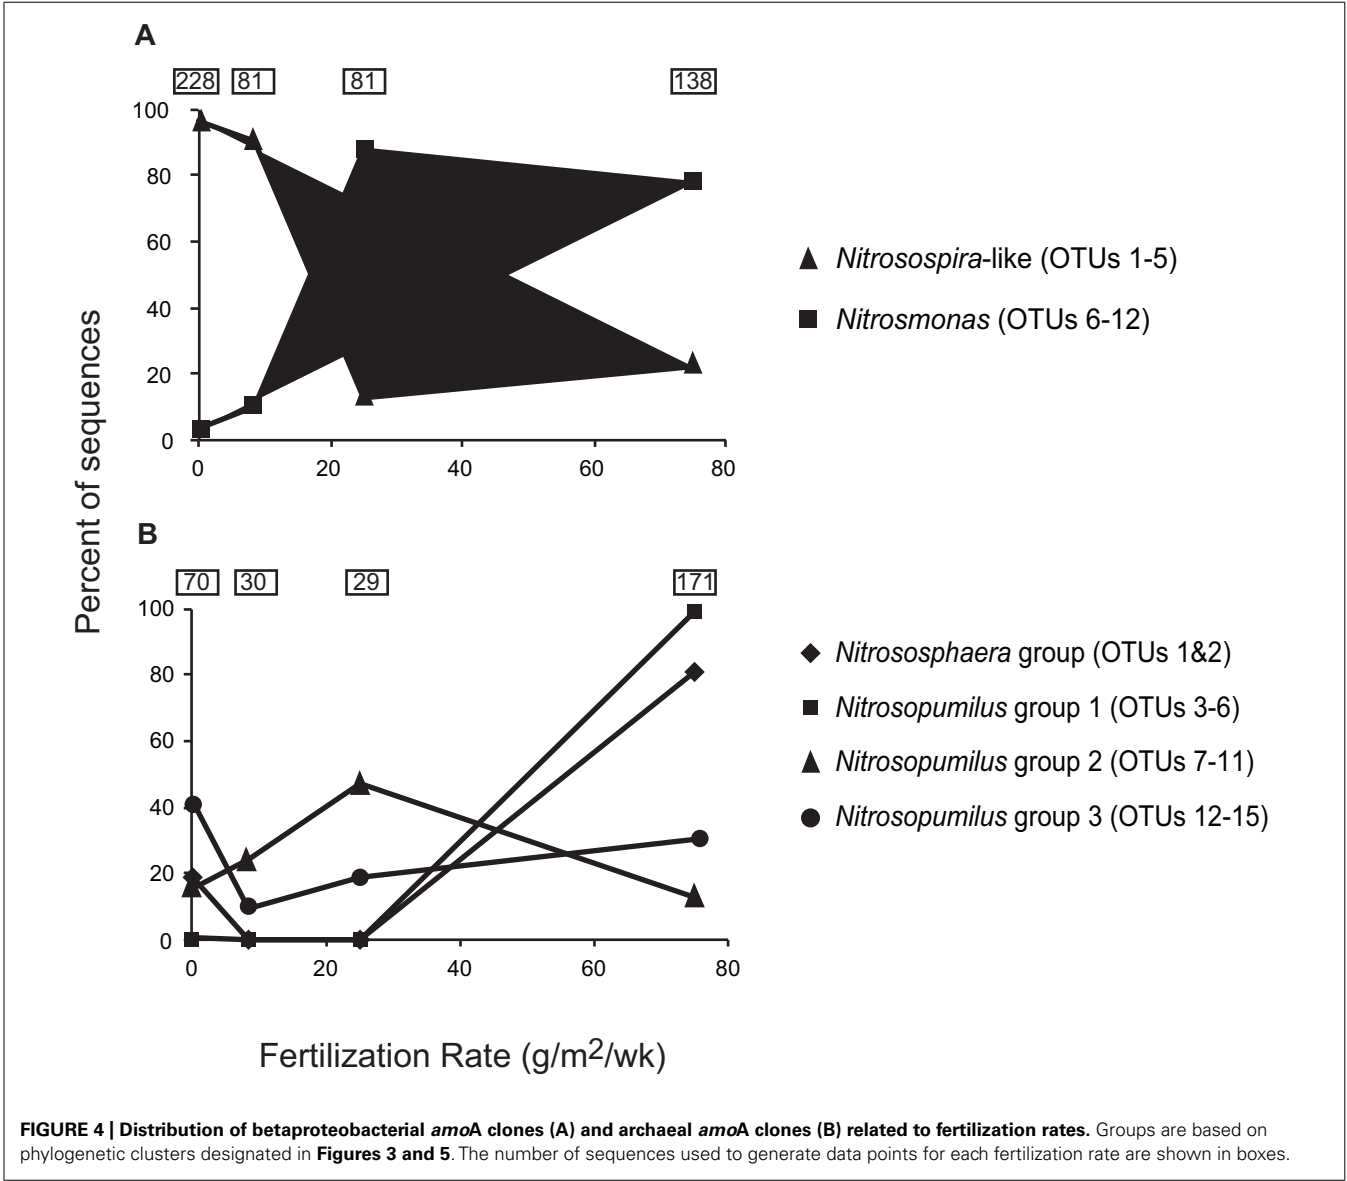 A
228 81 81 138
100
80
60
40
20
0
0 20 40 60 80
Nitrosospira-like (OTUs 1-5)
Nitrosmonas (OTUs 6-12)
Percent of sequences
B
70 30 29 171
100
80
60
40
20
0
0 20 40 60 80
Nitrososphaera group (OTUs 1&2)
Nitrosopumilus group 1 (OTUs 3-6)
Nitrosopumilus group 2 (OTUs 7-11)
Nitrosopumilus group 3 (OTUs 12-15)
Fertilization Rate (g/m2/wk)
FIGURE 4 | Distribution of betaproteobacterial amoA clones (A) and archaeal amoA clones (B) related to fertilization rates. Groups are based on
phylogenetic clusters designated in Figures 3 and 5. The number of sequences used to generate data points for each fertilization rate are shown in boxes.